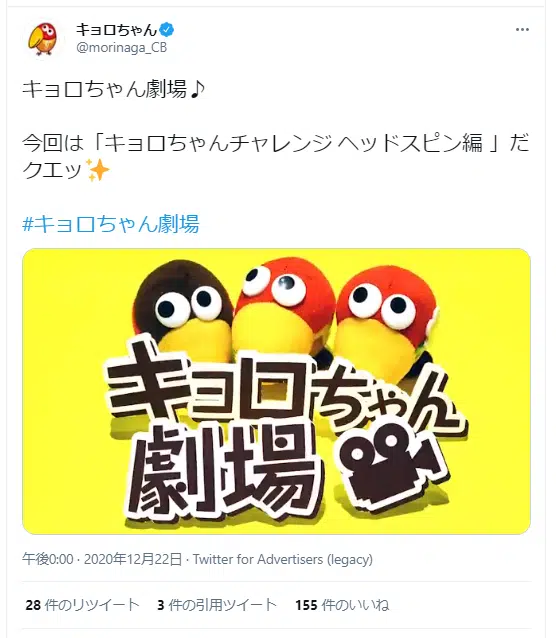 キョロちゃん
@morinaga_CB
キョロちゃん劇場♪
今回は「キョロちゃんチャレンジ ヘッドスピン編 」だ
クエッ✨
#キョロちゃん劇場
キョロちゃん
劇場
午後0:00 · 2020年12月22日 · Twitter for Advertisers (legacy)
28 件のリツイート 3 件の引用ツイート 155 件のいいね